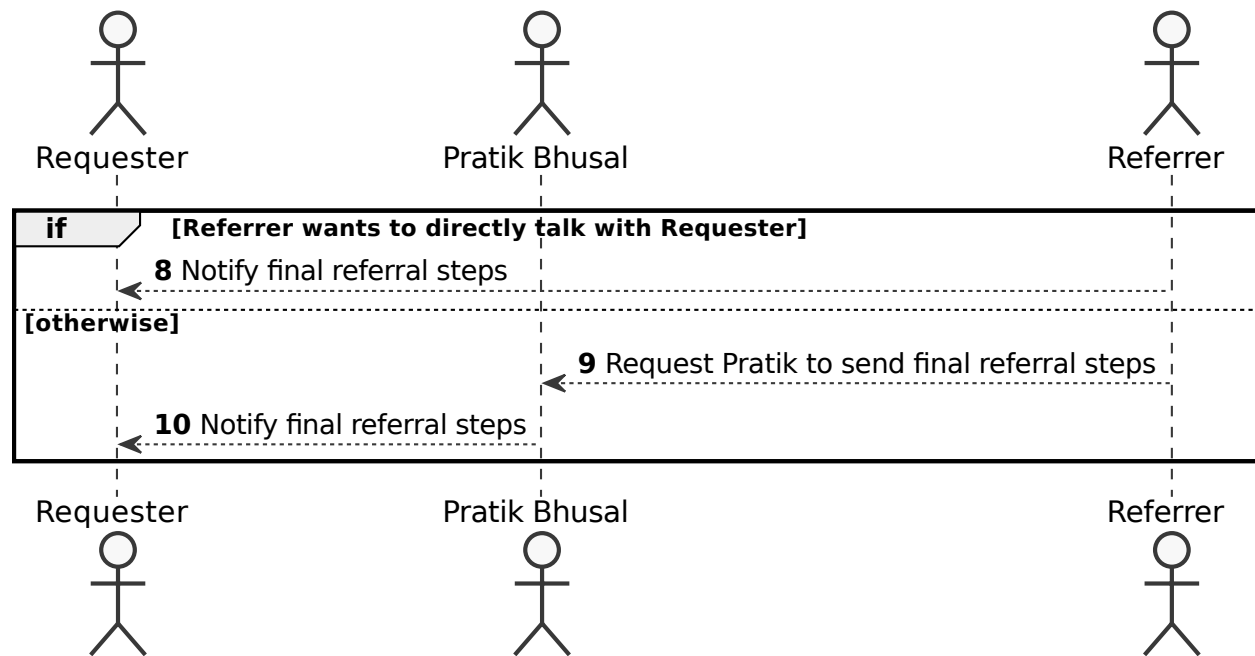 Requester Pratik Bhusal Referrer
if [Referrer wants to directly talk with Requester]
8 Notify final referral steps
[otherwise]
9 Request Pratik to send final referral steps
10 Notify final referral steps
Requester Pratik Bhusal Referrer